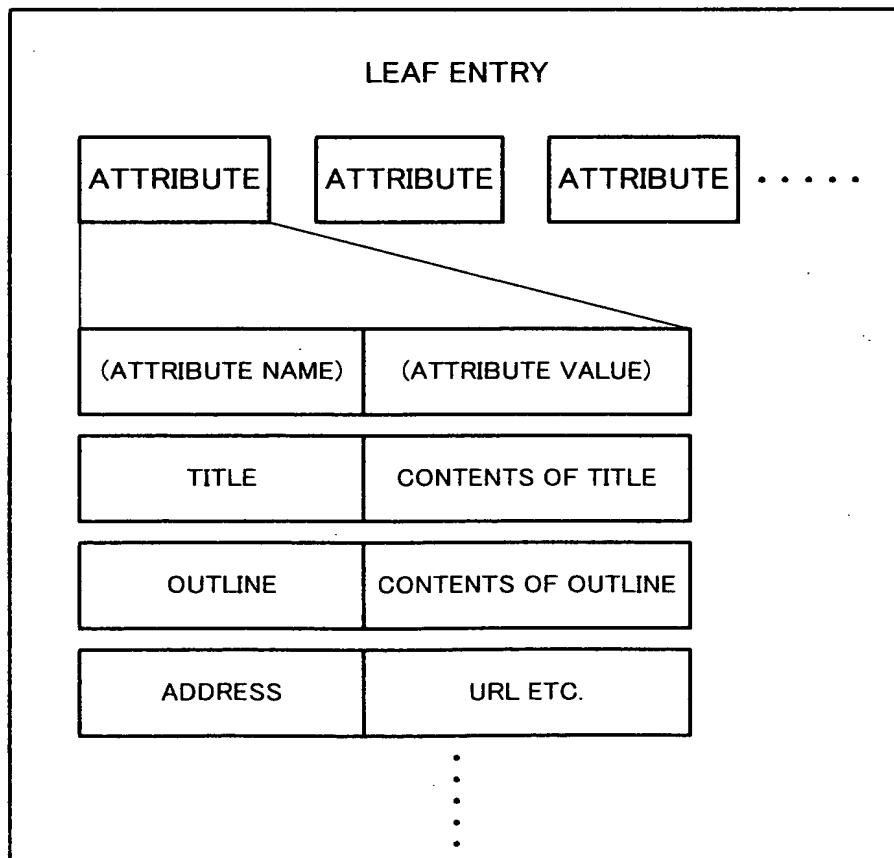 LEAF ENTRY
ATTRIBUTE ATTRIBUTE ATTRIBUTE ·····
(ATTRIBUTE NAME) (ATTRIBUTE VALUE)
TITLE CONTENTS OF TITLE
OUTLINE CONTENTS OF OUTLINE
ADDRESS URL ETC.